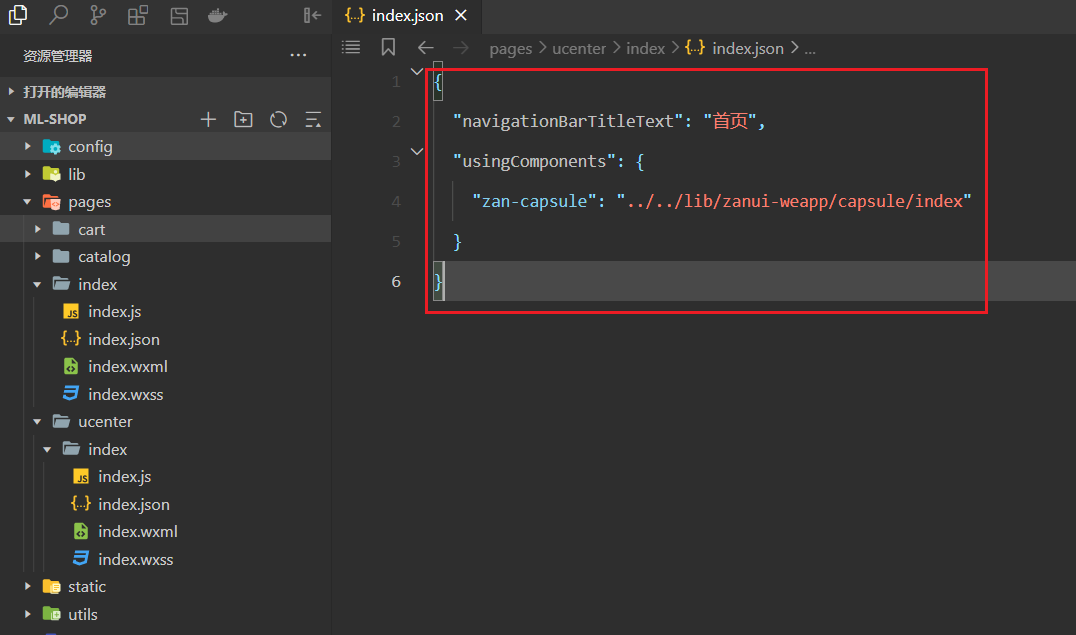 index.json
资源管理器
pages > ucenter > index > {..} index.json > ...
打开的编辑器
ML-SHOP
config
lib
pages
cart
catalog
index
JS index.js
{..} index.json
index.wxml
index.wxss
ucenter
index
JS index.js
{..} index.json
index.wxml
index.wxss
static
utils
1 {
2 "navigationBarTitleText": "首页",
3 "usingComponents": {
4 "zan-capsule": "../../lib/zanui-weapp/capsule/index"
5 }
6 }